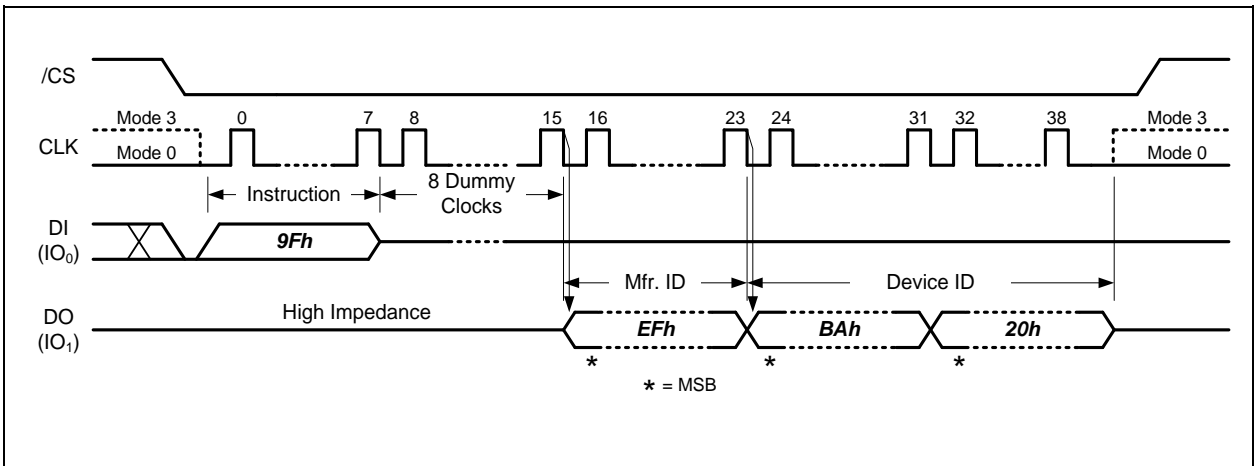 /CS
Mode 3 0 7 8 15 16 23 24 31 32 38 Mode 3
CLK
Mode 0 Mode 0
Instruction
8 Dummy
Clocks
DI
(IO₀)
9Fh
Mfr. ID
Device ID
DO
(IO₁)
High Impedance
EFh
BAh
20h
* * *
* = MSB